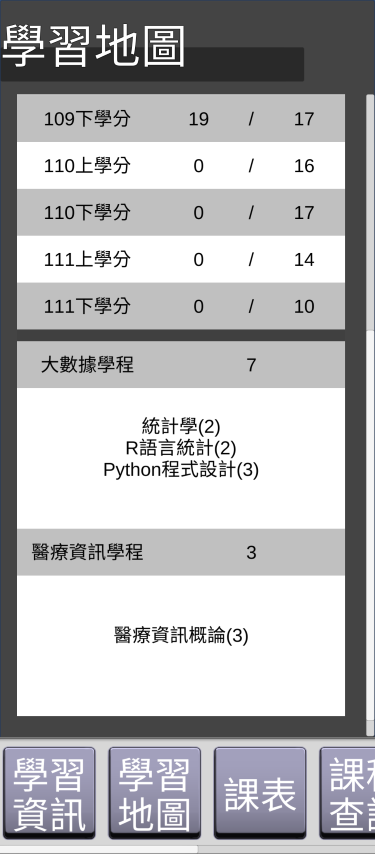 學習地圖
109下學分 19 / 17
110上學分 0 / 16
110下學分 0 / 17
111上學分 0 / 14
111下學分 0 / 10
大數據學程 7
統計學(2)
R語言統計(2)
Python程式設計(3)
醫療資訊學程 3
醫療資訊概論(3)
學習
資訊
學習
地圖
課表
課
查